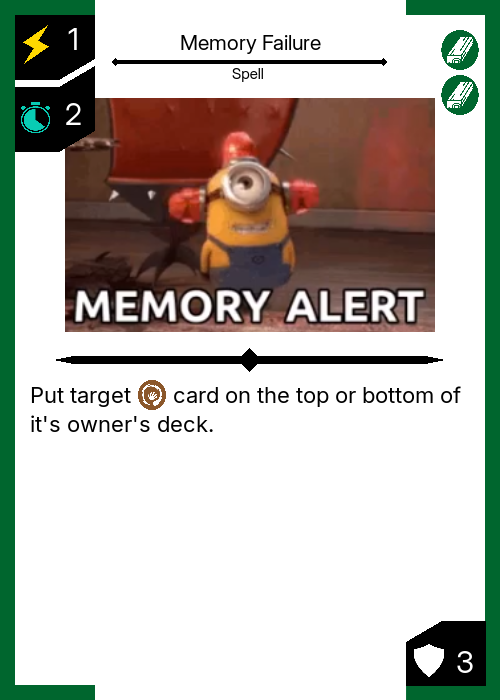 1
Memory Failure
Spell
2
MEMORY ALERT
Put target card on the top or bottom of
it's owner's deck.
3